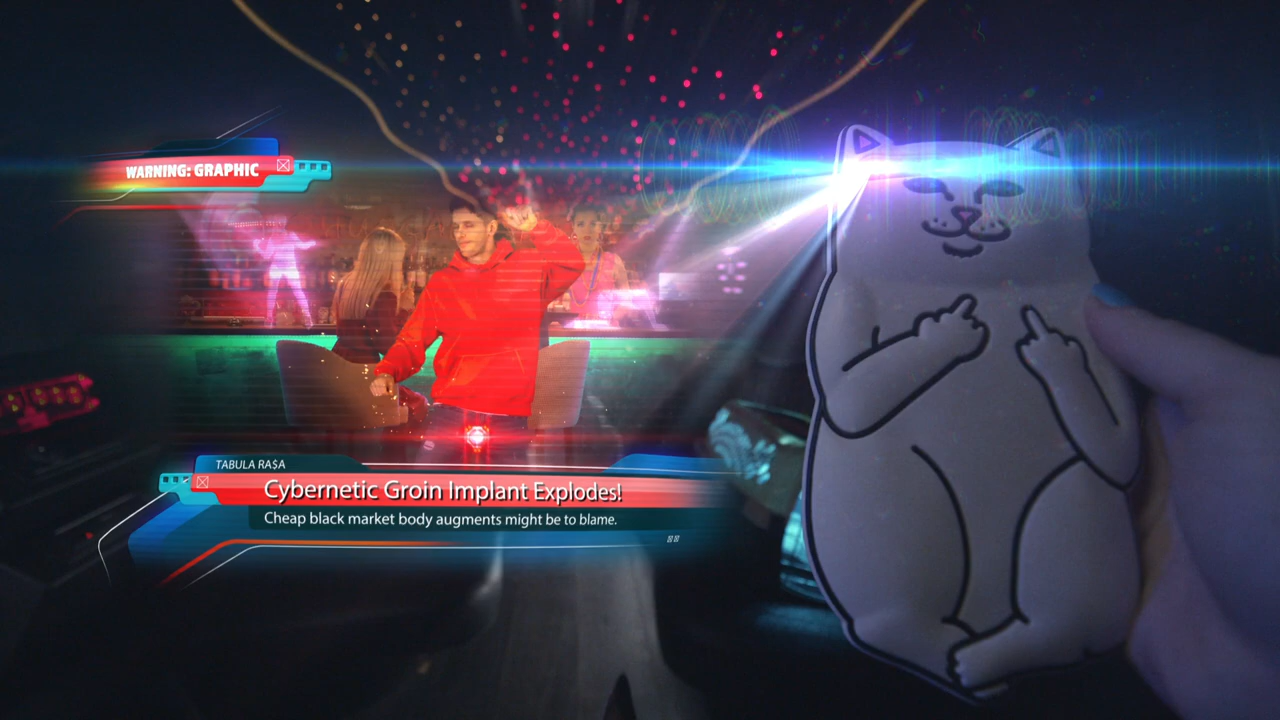 WARNING: GRAPHIC
TABULA RA$A
Cybernetic Groin Implant Explodes!
Cheap black market body augments might be to blame.